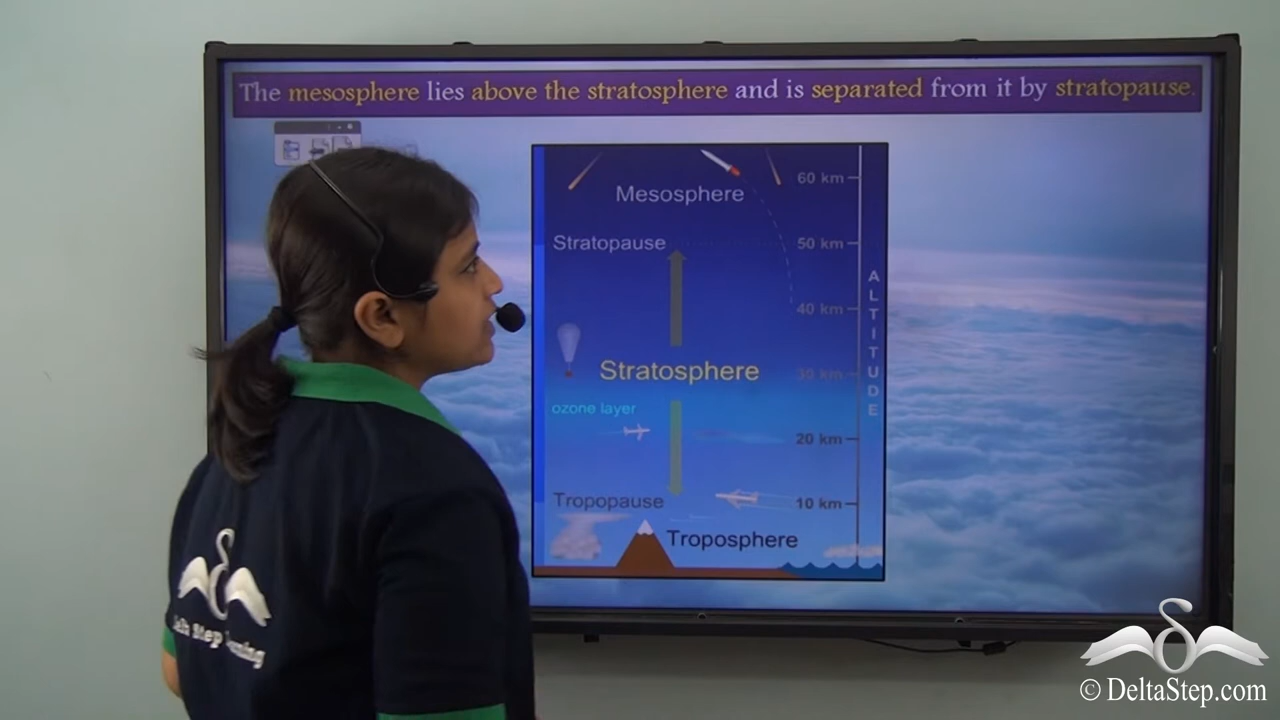 The mesosphere lies above the stratosphere and is separated from it by stratopause.
60 km
Mesosphere
Stratopause
50 km
ALTITUDE
40 km
Stratosphere
30 km
ozone layer
20 km
Tropopause
10 km
Troposphere
Step
© DeltaStep.com